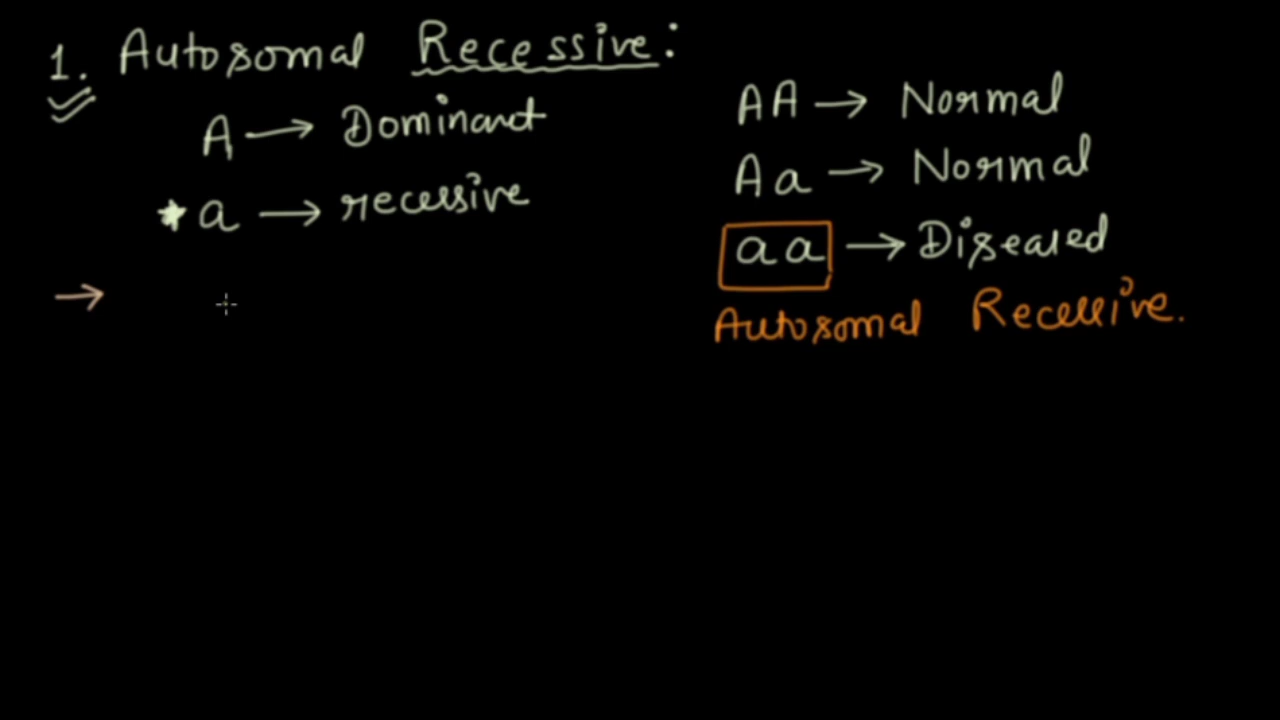 1. Autosomal Recessive:
A → Dominant
* a → recessive
→
AA → Normal
Aa → Normal
aa → Diseased
Autosomal Recessive.